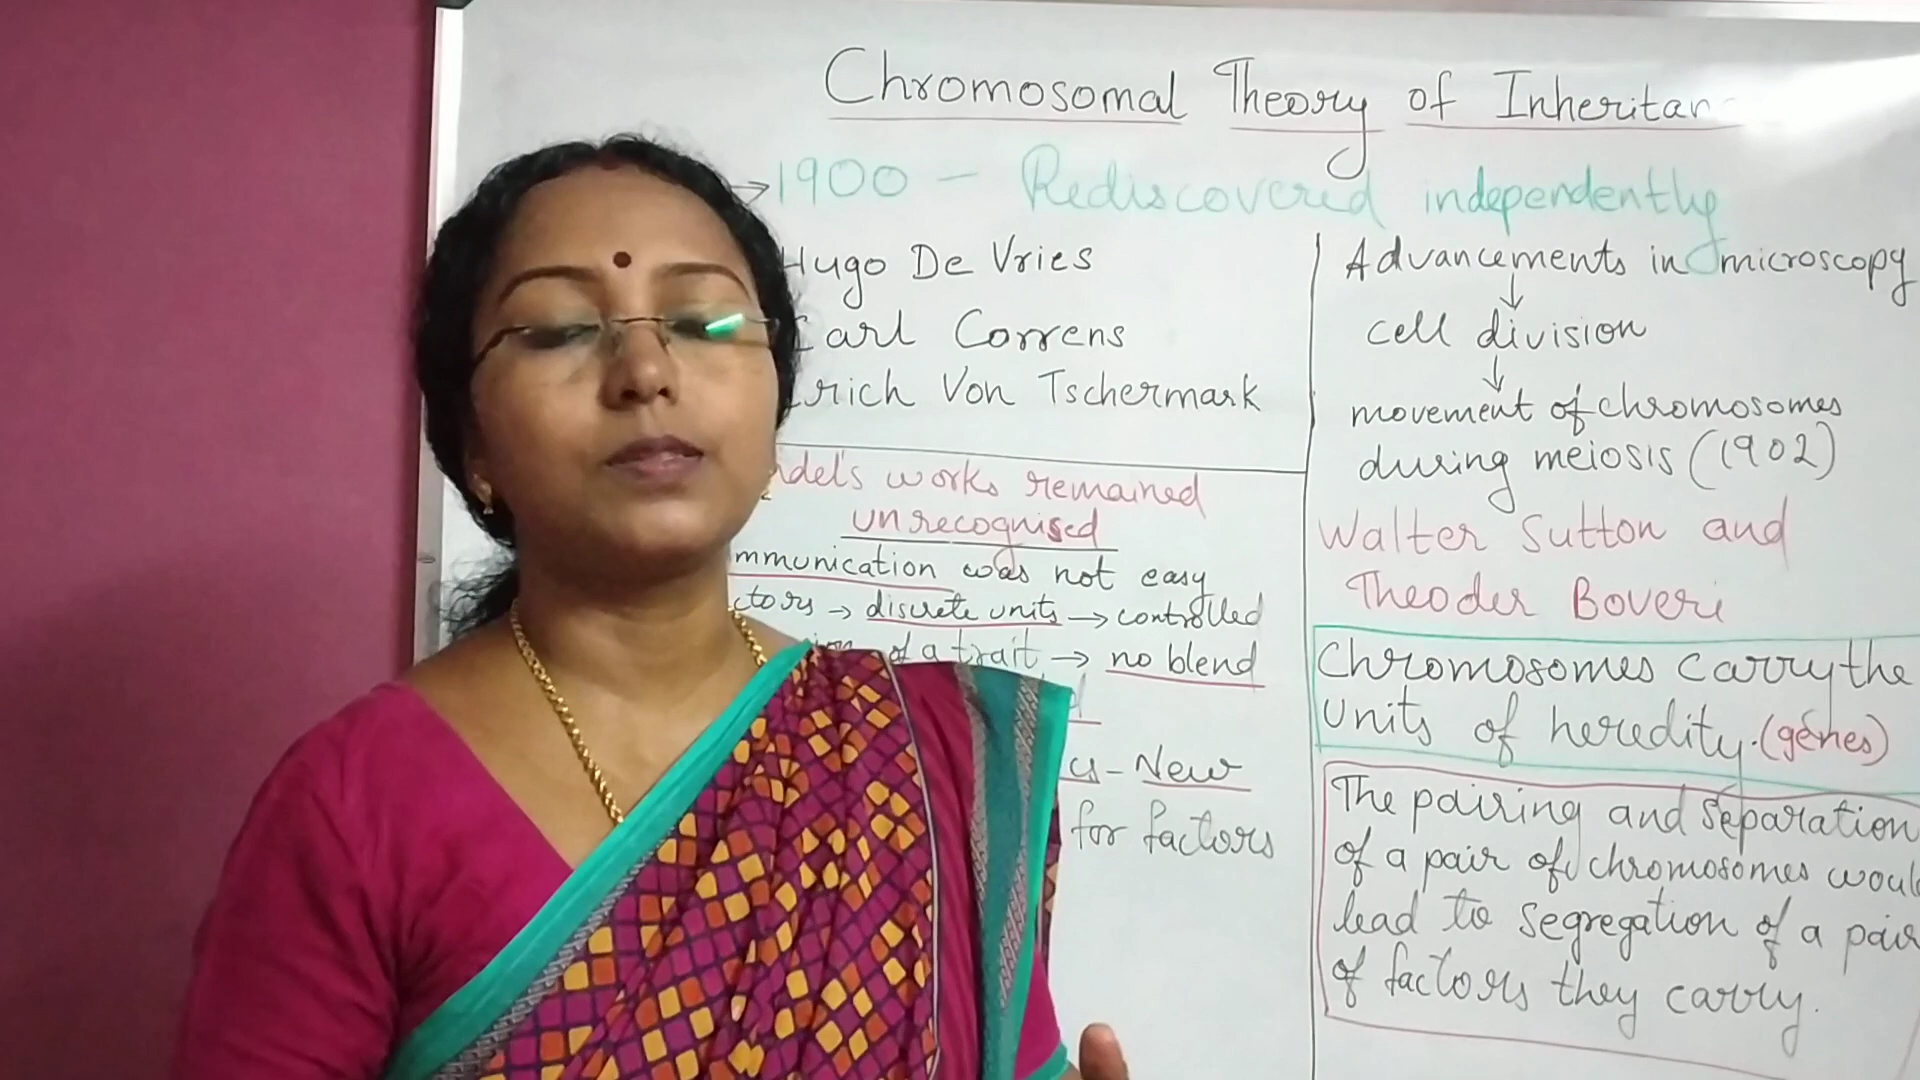 Chromosomal Theory of Inheritan
→1900 - Rediscovered independently
Hugo De Vries
Carl Correns
rich Von Tschermask
ndel's works remained
unrecognised
mmunication was not easy
ctors → discrete units → controlled
of a trait → no blend
- New
for factors
Advancements in microscopy
↓
cell division
↓
movement of chromosomes
during meiosis (1902)
Walter Sutton and
Theoder Boveri
Chromosomes carry the
units of heredity. (genes)
The pairing and separation
of a pair of chromosomes woul
lead to segregation of a pair
of factors they carry.